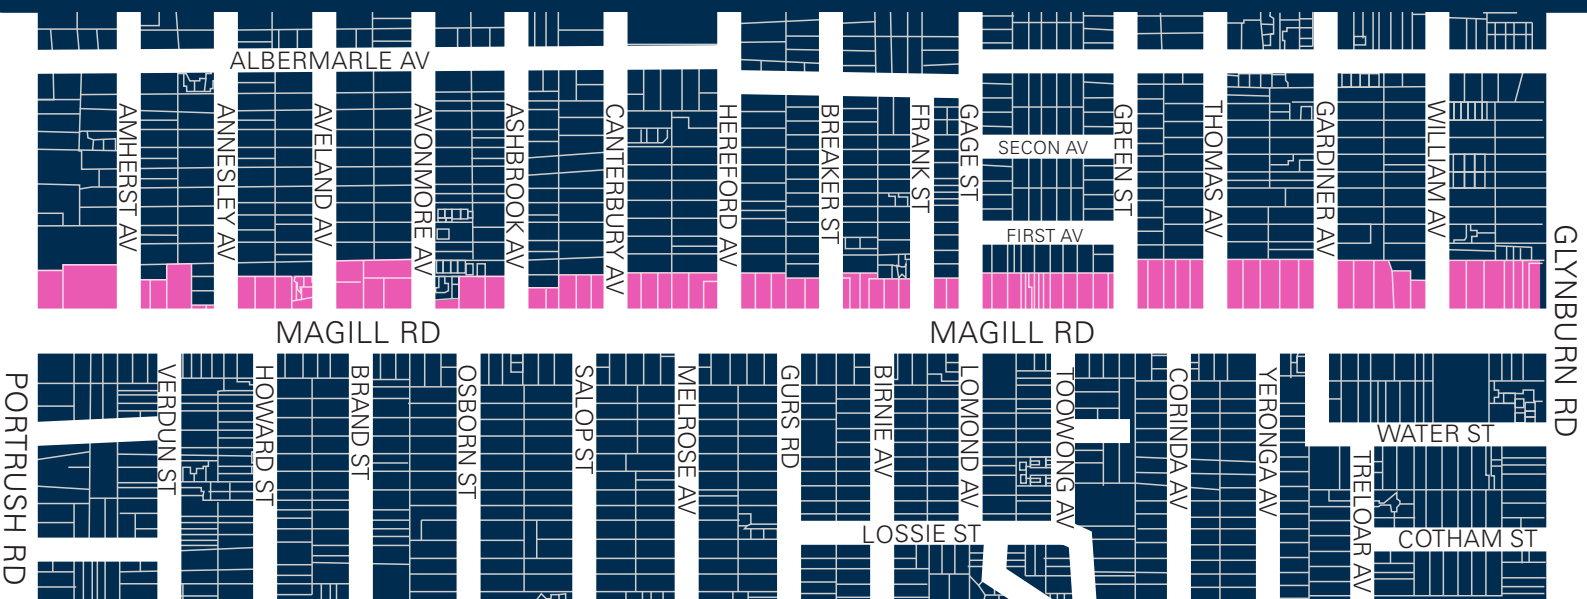 ALBERMARLE AV
AMHERST AV
ANNESLEY AV
AVELAND AV
AVONMORE AV
ASHBROOK AV
CANTERBURY AV
HEREFORD AV
BREAKER ST
FRANK ST
GAGE ST
SECON AV
FIRST AV
GREEN ST
THOMAS AV
GARDINER AV
WILLIAM AV
GLYNBURN RD
MAGILL RD
MAGILL RD
PORTRUSH RD
VERDUN ST
HOWARD ST
BRAND ST
OSBORN ST
SALOP ST
MELROSE AV
GURS RD
BIRNIE AV
LOMOND AV
TOOWONG AV
CORINDA AV
YERONGA AV
WATER ST
TRELOAR AV
LOSSIE ST
COTHAM ST